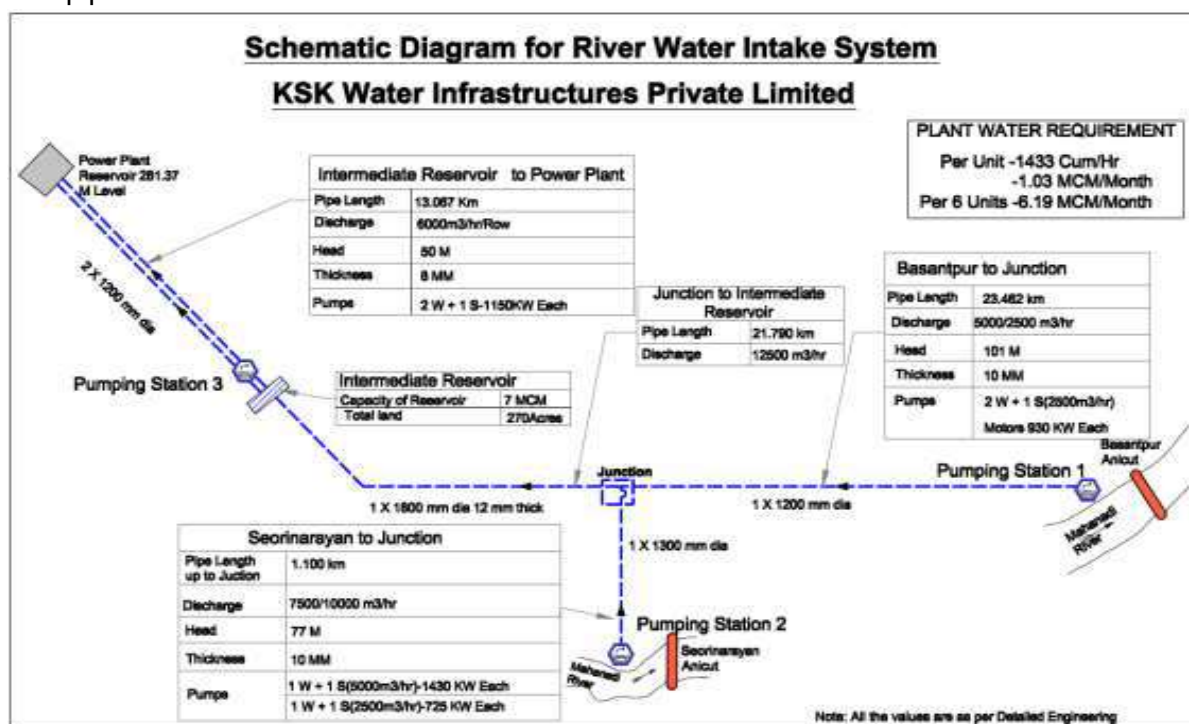 Schematic Diagram for River Water Intake System
KSK Water Infrastructures Private Limited
PLANT WATER REQUIREMENT
Per Unit -1433 Cum/Hr
-1.03 MCM/Month
Per 6 Units -6.19 MCM/Month
Power Plant
Reservoir 281.37
M Level
Intermediate Reservoir to Power Plant
Pipe Length 13.067 Km
Discharge 6000m3/hr/Row
Head 50 M
Thickness 8 MM
Pumps 2 W + 1 S-1150KW Each
2 X 1200 mm dia
Junction to Intermediate
Reservoir
Pipe Length 21.790 km
Discharge 12500 m3/hr
Basantpur to Junction
Pipe Length 23.462 km
Discharge 5000/2500 m3/hr
Head 101 M
Thickness 10 MM
Pumps 2 W + 1 S(2500m3/hr)
Motors 930 KW Each
Pumping Station 3
Intermediate Reservoir
Capacity of Reservoir 7 MCM
Total land 270Acres
Junction
Pumping Station 1
Basantpur
Anicut
Mahanadi
River
1 X 1800 mm dia 12 mm thick
1 X 1200 mm dia
1 X 1300 mm dia
Seorinarayan to Junction
Pipe Length
up to Juction 1.100 km
Discharge 7500/10000 m3/hr
Head 77 M
Thickness 10 MM
Pumps 1 W + 1 S(5000m3/hr)-1430 KW Each
1 W + 1 S(2500m3/hr)-725 KW Each
Pumping Station 2
Mahanadi
River
Seorinarayan
Anicut
Note: All the values are as per Detailed Engineering